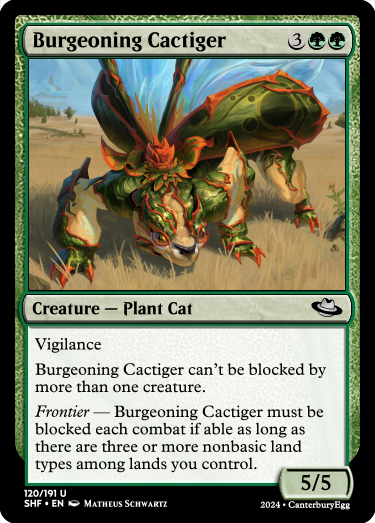 Burgeoning Cactiger 3
Creature — Plant Cat
Vigilance
Burgeoning Cactiger can't be blocked by
more than one creature.
Frontier — Burgeoning Cactiger must be
blocked each combat if able as long as
there are three or more nonbasic land
types among lands you control.
5/5
120/191 U
SHF • EN Matheus Schwartz
2024 - CanterburyEgg